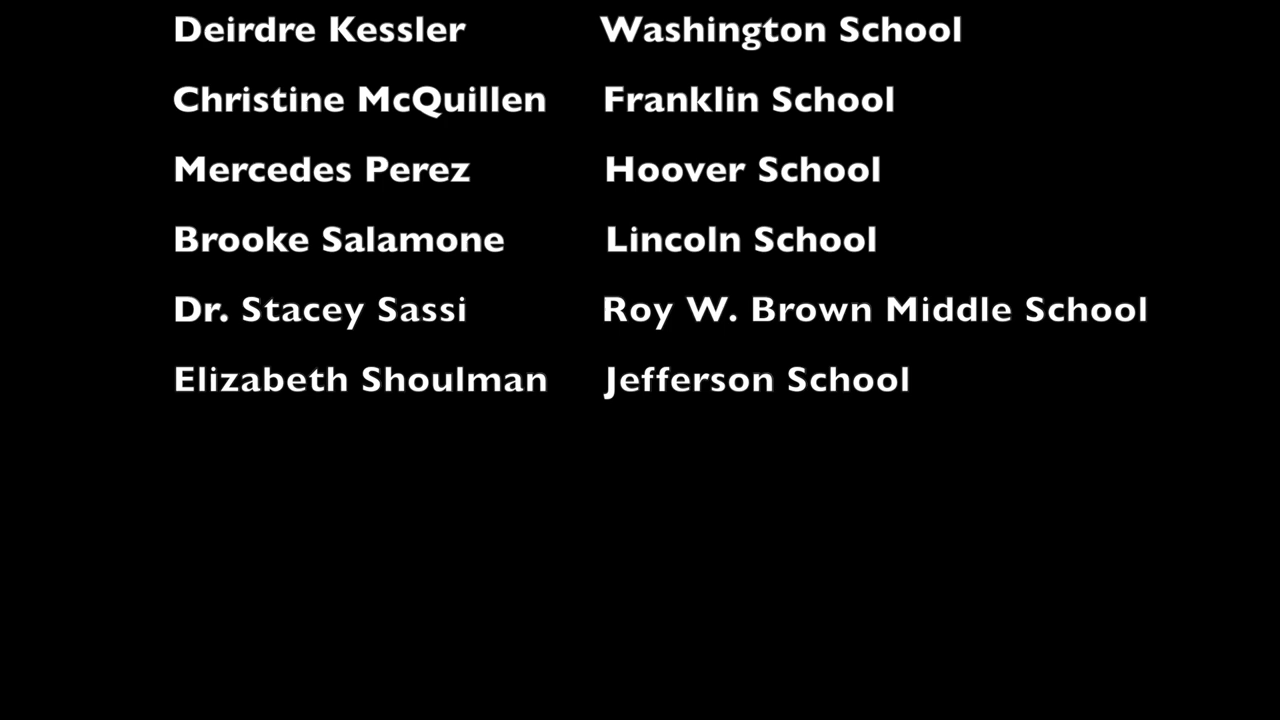 Deirdre Kessler Washington School
Christine McQuillen Franklin School
Mercedes Perez Hoover School
Brooke Salamone Lincoln School
Dr. Stacey Sassi Roy W. Brown Middle School
Elizabeth Shoulman Jefferson School